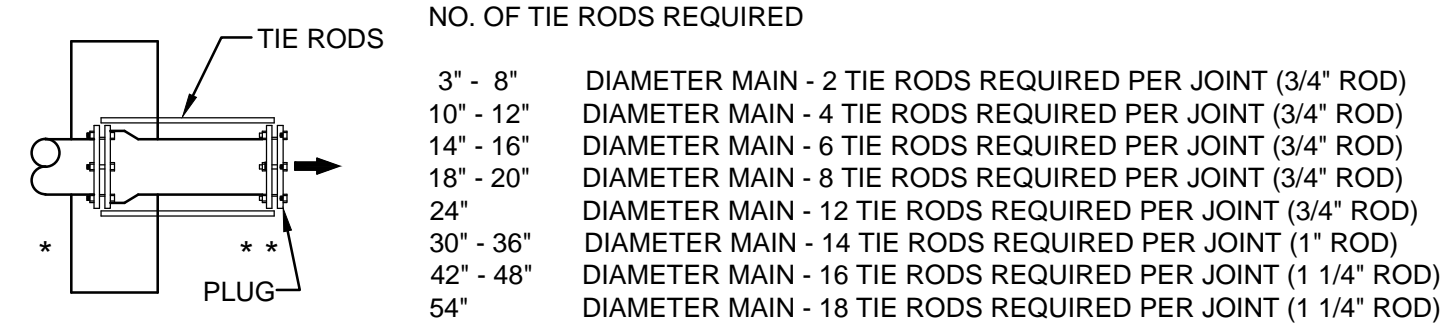 NO. OF TIE RODS REQUIRED
TIE RODS
3" - 8" DIAMETER MAIN - 2 TIE RODS REQUIRED PER JOINT (3/4" ROD)
10" - 12" DIAMETER MAIN - 4 TIE RODS REQUIRED PER JOINT (3/4" ROD)
14" - 16" DIAMETER MAIN - 6 TIE RODS REQUIRED PER JOINT (3/4" ROD)
18" - 20" DIAMETER MAIN - 8 TIE RODS REQUIRED PER JOINT (3/4" ROD)
24" DIAMETER MAIN - 12 TIE RODS REQUIRED PER JOINT (3/4" ROD)
30" - 36" DIAMETER MAIN - 14 TIE RODS REQUIRED PER JOINT (1" ROD)
42" - 48" DIAMETER MAIN - 16 TIE RODS REQUIRED PER JOINT (1 1/4" ROD)
54" DIAMETER MAIN - 18 TIE RODS REQUIRED PER JOINT (1 1/4" ROD)
* * *
PLUG